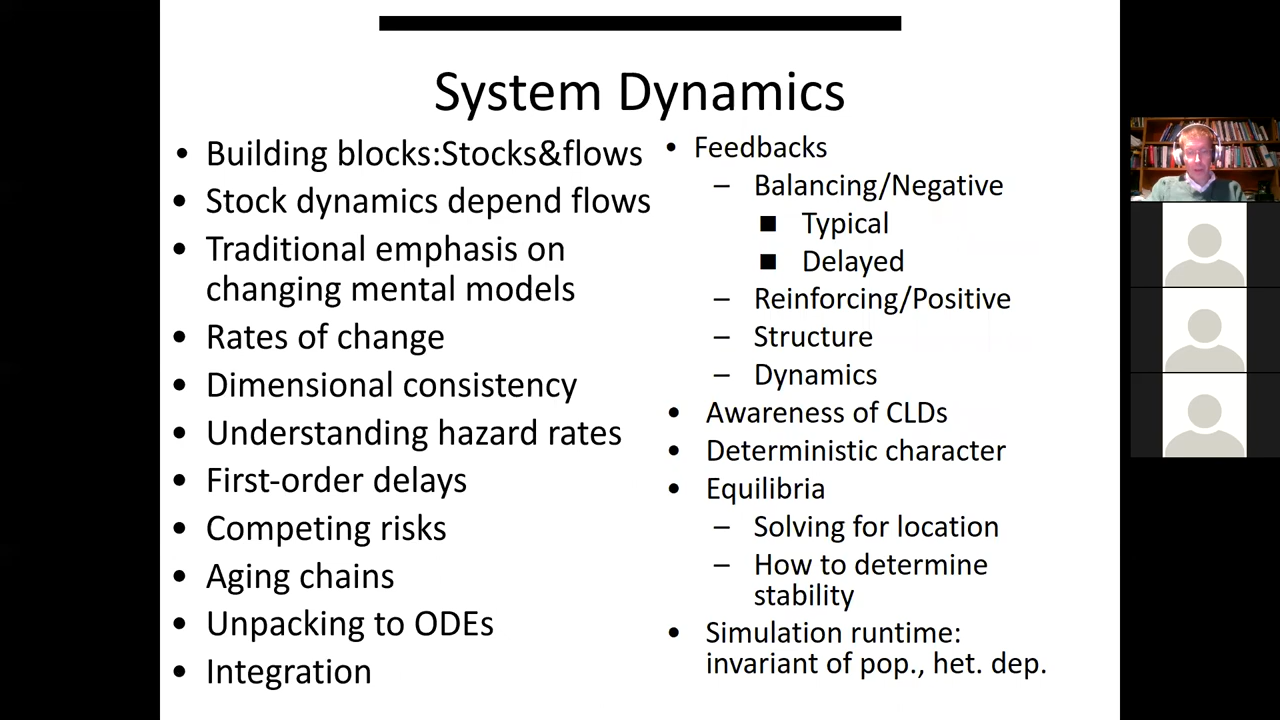 System Dynamics
• Building blocks:Stocks&flows
• Stock dynamics depend flows
• Traditional emphasis on
changing mental models
• Rates of change
• Dimensional consistency
• Understanding hazard rates
• First-order delays
• Competing risks
• Aging chains
• Unpacking to ODEs
• Integration
• Feedbacks
– Balancing/Negative
■ Typical
■ Delayed
– Reinforcing/Positive
– Structure
– Dynamics
• Awareness of CLDs
• Deterministic character
• Equilibria
– Solving for location
– How to determine
stability
• Simulation runtime:
invariant of pop., het. dep.